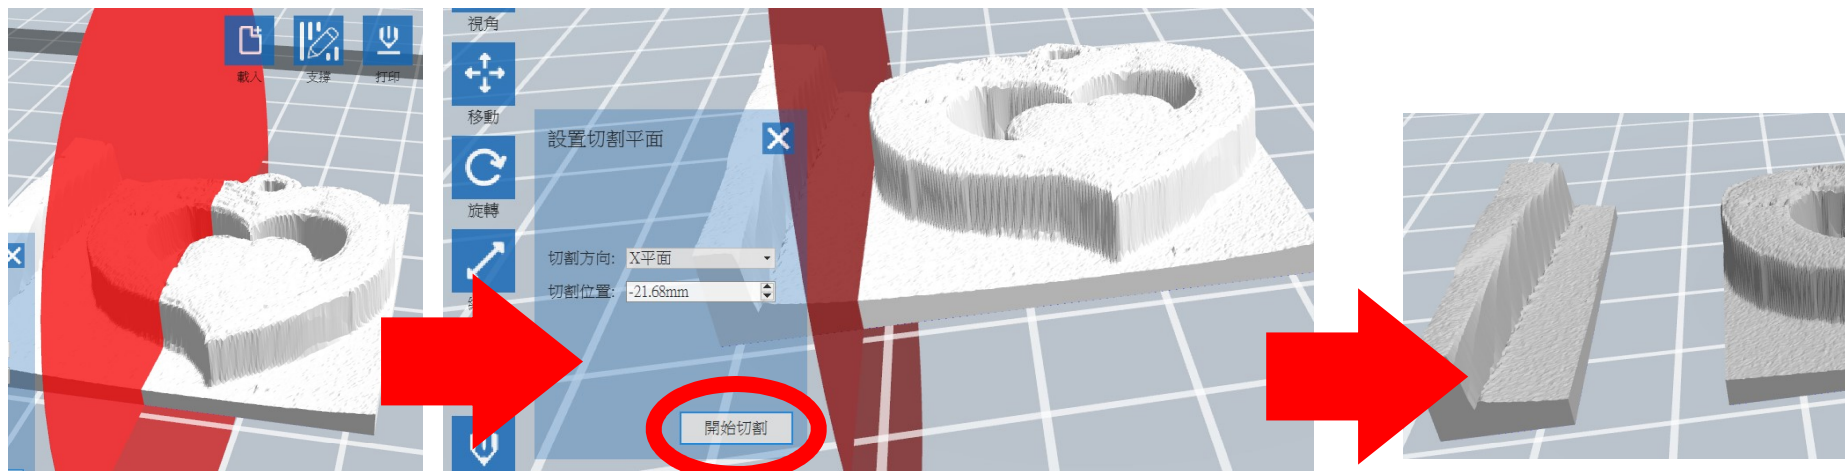 載入
支撐
打印
視角
移動
旋轉
設置切割平面
切割方向: X平面
切割位置: -21.68mm
開始切割